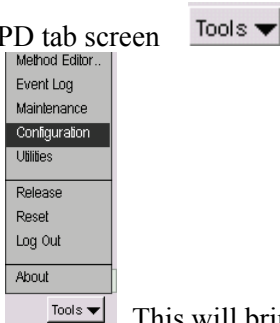 PD tab screen Tools
Method Editor..
Event Log
Maintenance
Configuration
Utilities
Release
Reset
Log Out
About
Tools
This will bri